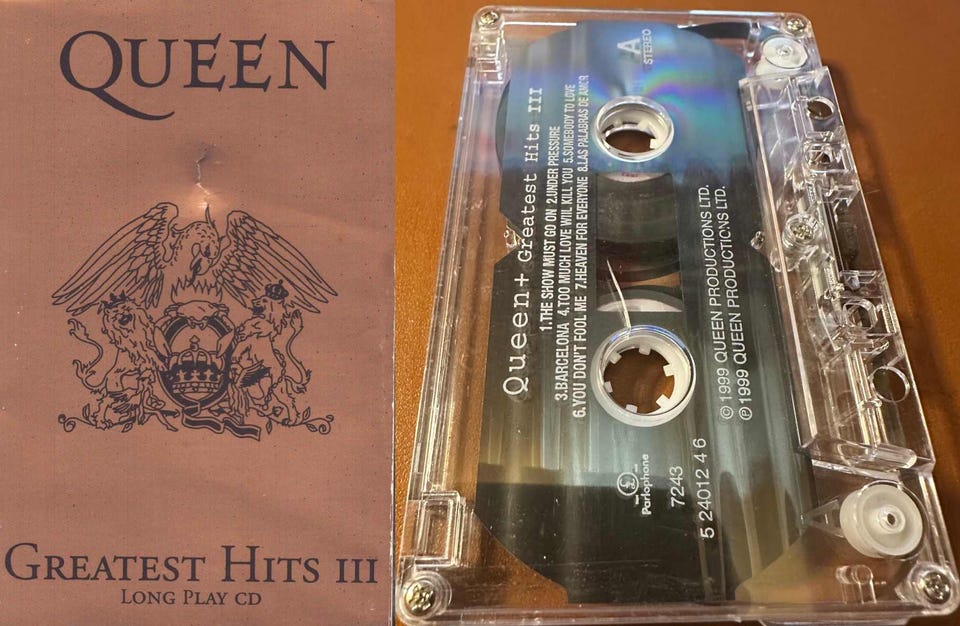 QUEEN
GREATEST HITS III
LONG PLAY CD
A
STEREO
Queen+ Greatest Hits III
1.THE SHOW MUST GO ON 2.UNDER PRESSURE
3.BARCELONA 4.TOO MUCH LOVE WIIL KILL YOU 5.SOMEBODY TO LOVE
6.YOU DON'T FOOL ME 7.HEAVEN FOR EVERYONE 8.LAS PALABRAS DE AMOR
Parlophone
7243
5 24012 4 6
© 1999 QUEEN PRODUCTIONS LTD.
℗ 1999 QUEEN PRODUCTICNS LTD.